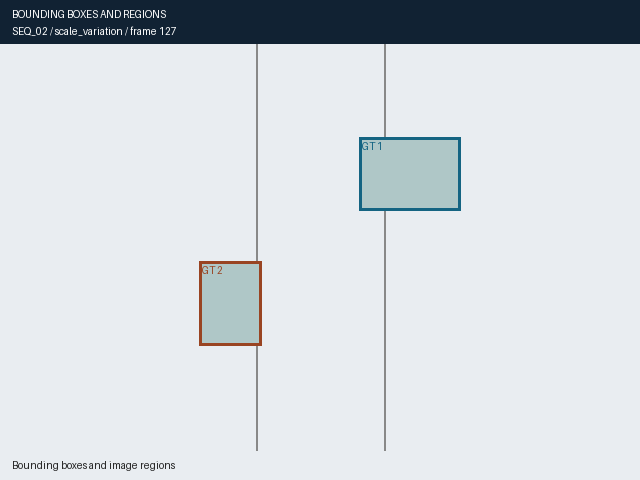 BOUNDING BOXES AND REGIONS
SEQ_02 / scale_variation / frame 127
GT1
GT2
Bounding boxes and image regions